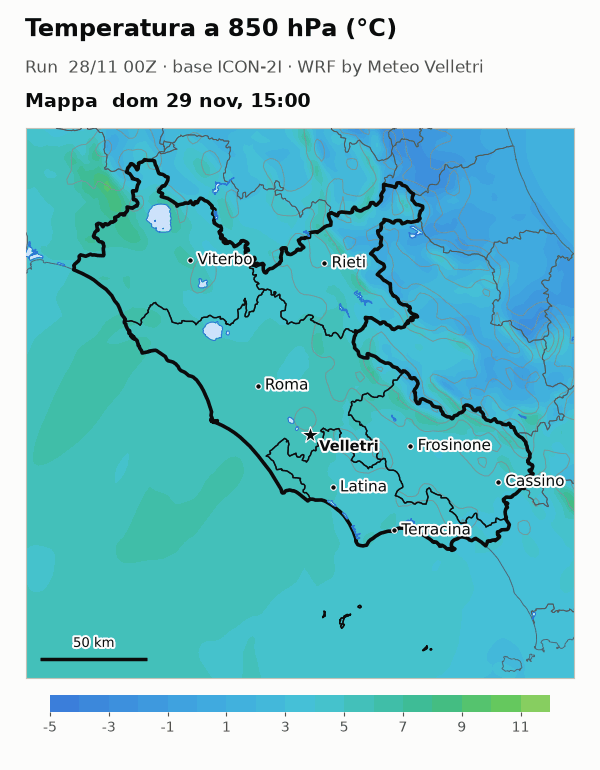 Temperatura a 850 hPa (°C)
Run  28/11 00Z · base ICON-2I · WRF by Meteo Velletri
Mappa  dom 29 nov, 15:00
Viterbo
Rieti
Roma
Velletri
Frosinone
Latina
Cassino
Terracina
50 km
-5 -3 -1 1 3 5 7 9 11